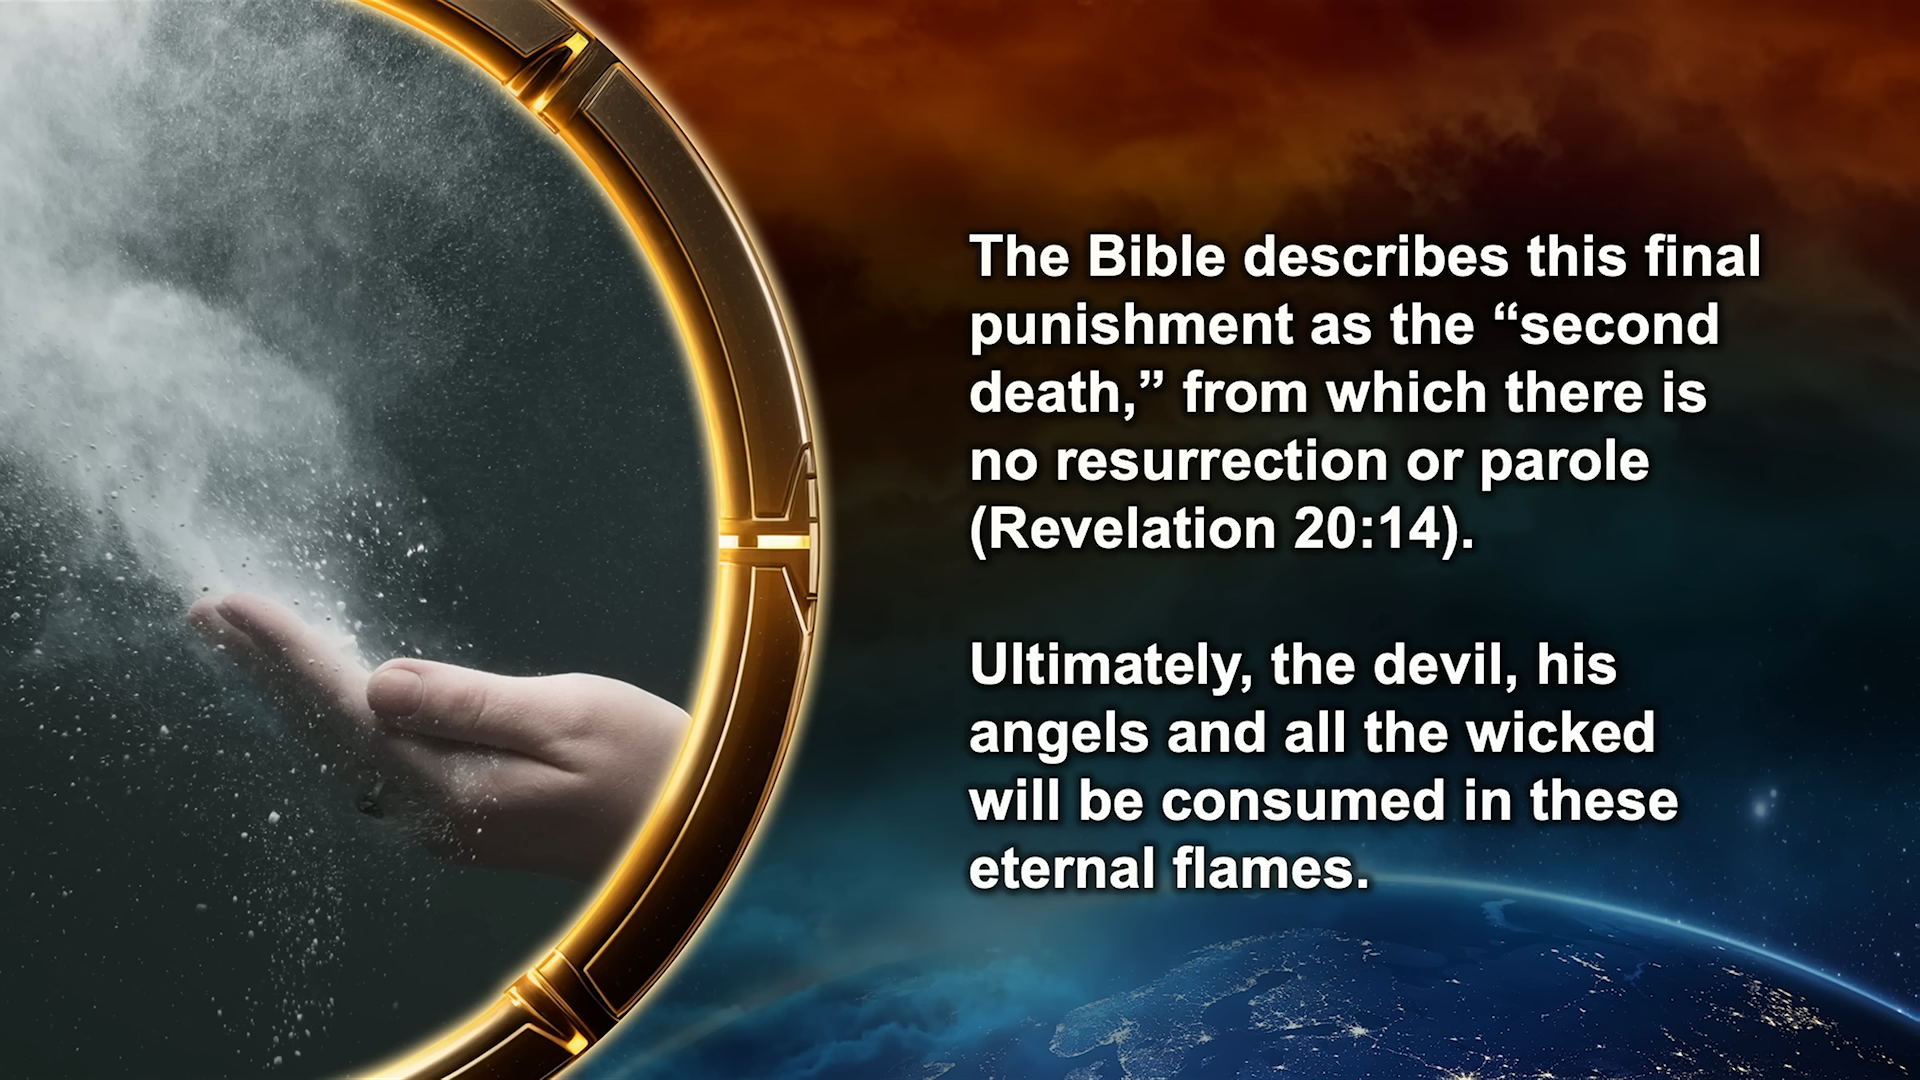 The Bible describes this final
punishment as the “second
death,” from which there is
no resurrection or parole
(Revelation 20:14).
Ultimately, the devil, his
angels and all the wicked
will be consumed in these
eternal flames.